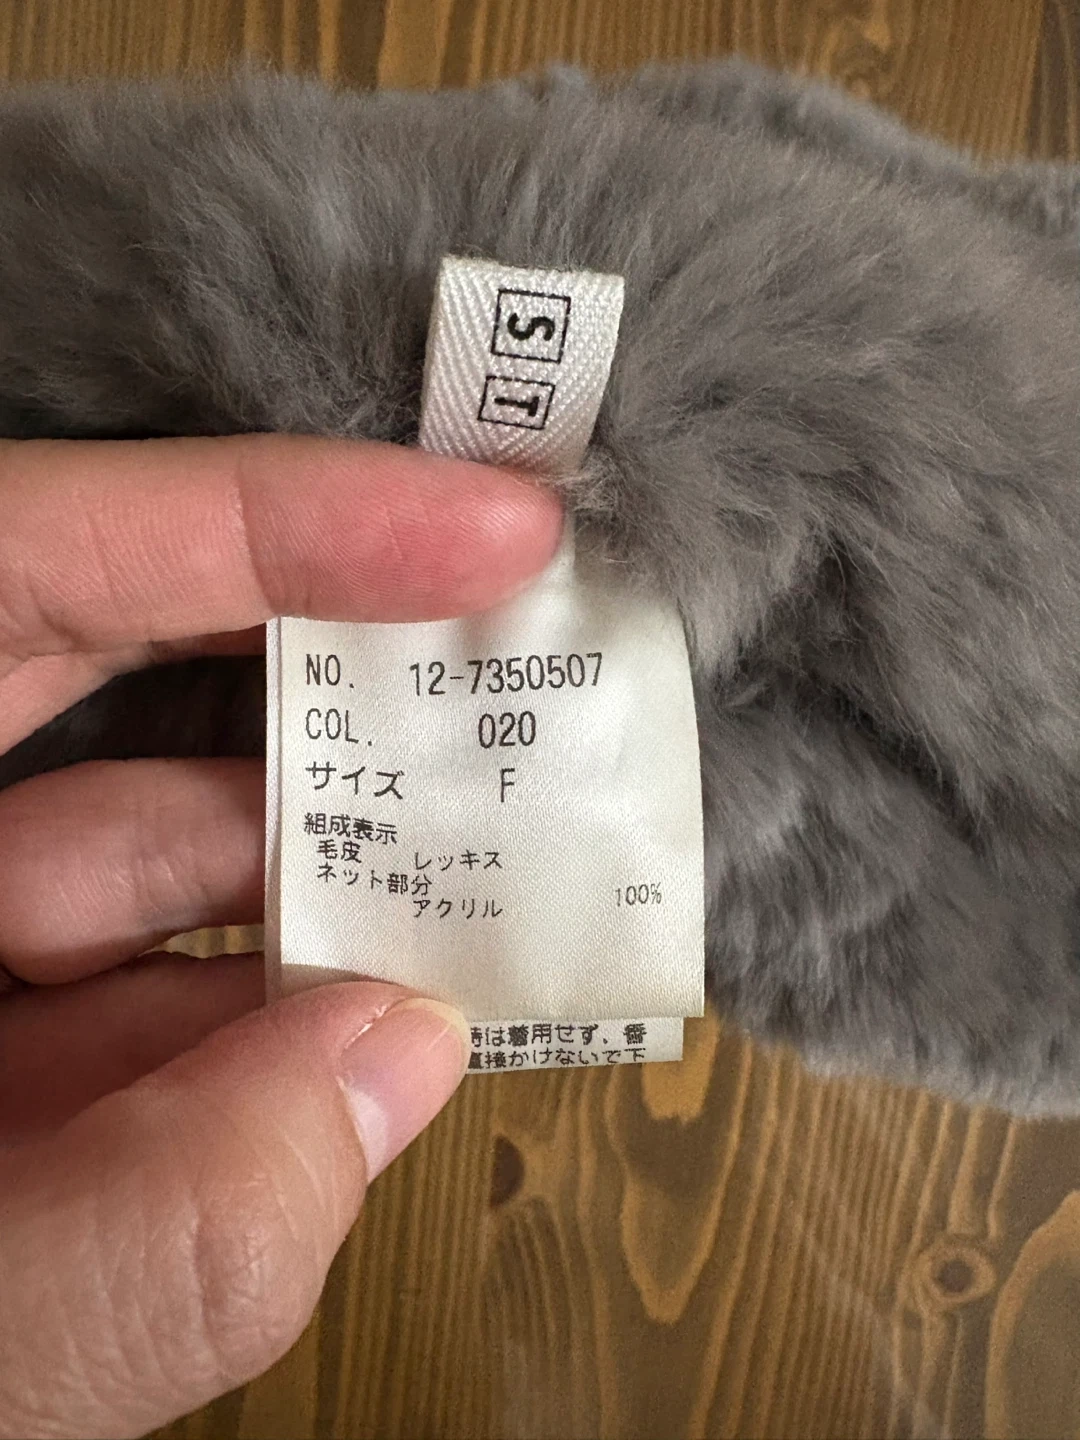 S
T
NO. 12-7350507
COL. 020
サイズ F
組成表示
毛皮 レッキス
ネット部分
アクリル 100%
時は着用せず、
直接かけないで下